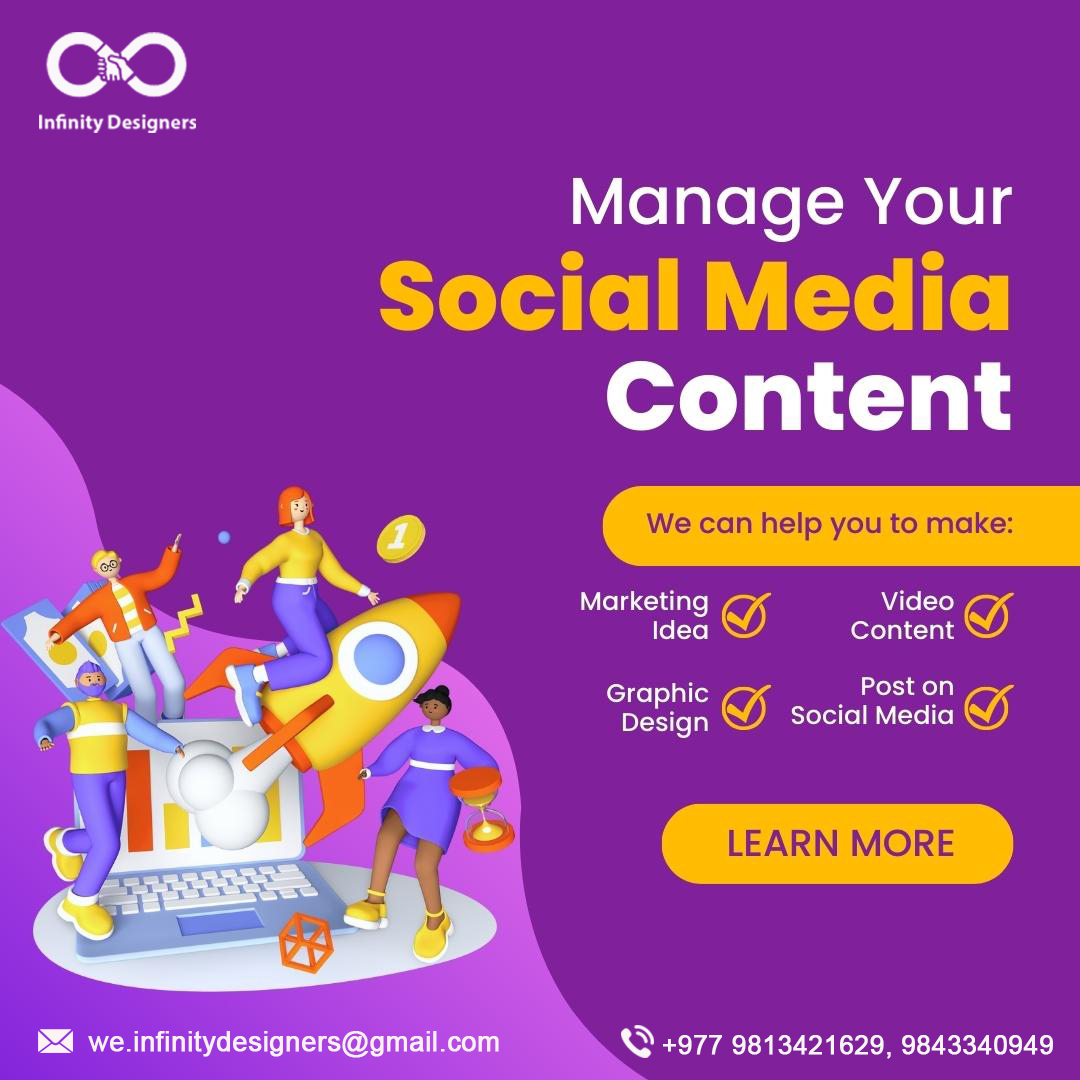 Infinity Designers
Manage Your
Social Media
Content
We can help you to make:
Marketing
Idea
Video
Content
Graphic
Design
Post on
Social Media
LEARN MORE
1
we.infinitydesigners@gmail.com
+977 9813421629, 9843340949